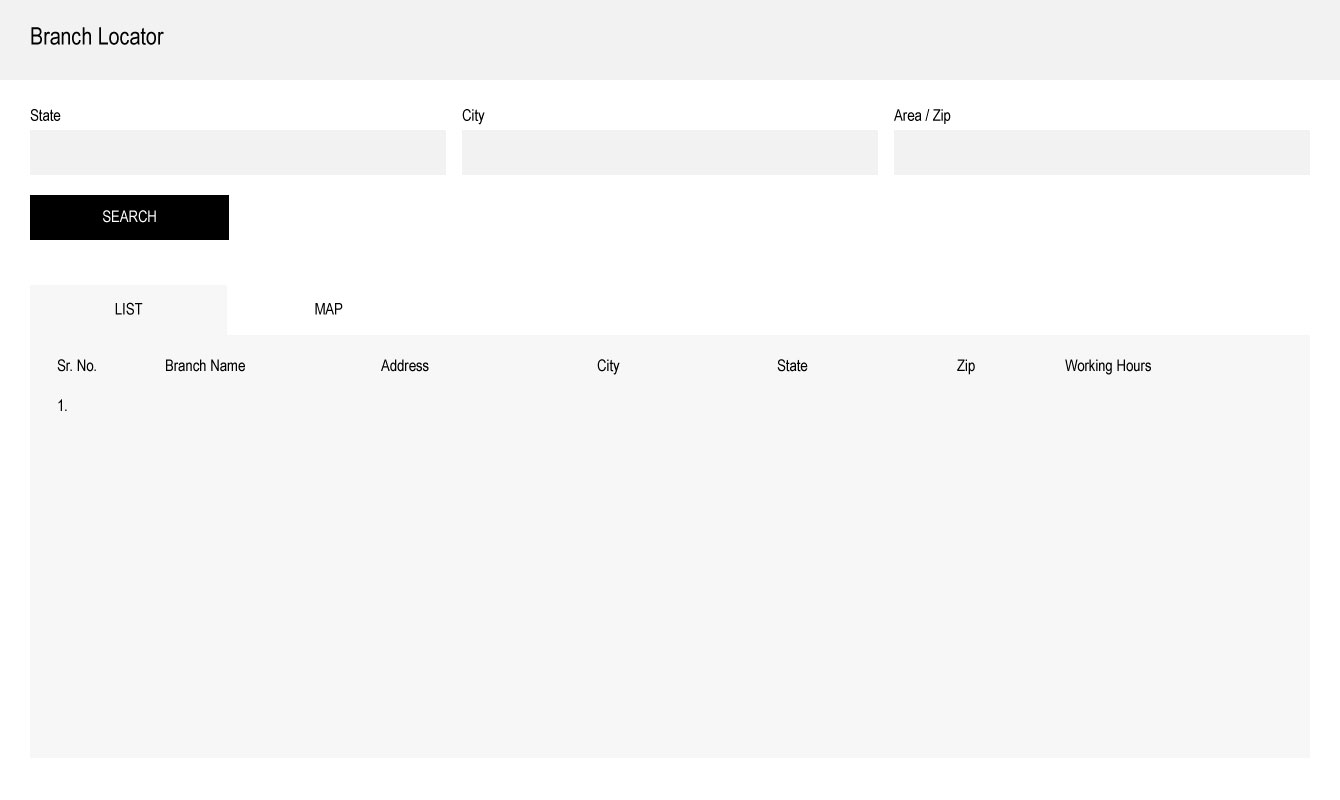 Branch Locator
State City Area / Zip
SEARCH
LIST MAP
Sr. No. Branch Name Address City State Zip Working Hours
1.